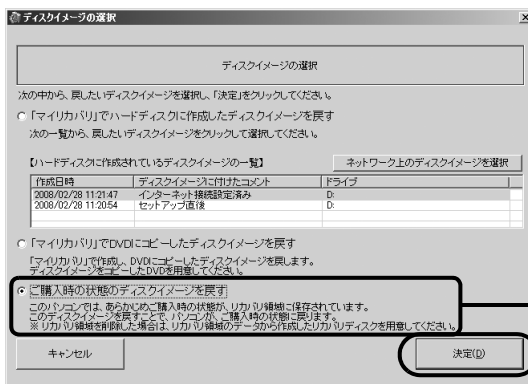 ディスクイメージの選択
ディスクイメージの選択
次の中から、戻したいディスクイメージを選択し、「決定」をクリックしてください。
「マイリカバリ」でハードディスクに作成したディスクイメージを戻す
次の一覧から、戻したいディスクイメージをクリックして選択してください。
【ハードディスクに作成されているディスクイメージの一覧】 ネットワーク上のディスクイメージを選択
作成日時 ディスクイメージに付けたコメント ドライブ
2008/02/28 11:21:47 インターネット接続設定済み D:
2008/02/28 11:20:54 セットアップ直後 D:
「マイリカバリ」でDVDにコピーしたディスクイメージを戻す
「マイリカバリ」で作成し、DVDにコピーしたディスクイメージを戻します。
ディスクイメージをコピーしたDVDを用意してください。
ご購入時の状態のディスクイメージを戻す
このパソコンでは、あらかじめご購入時の状態が、リカバリ領域に保存されています。
このディスクイメージを戻すことで、パソコンが、ご購入時の状態に戻ります。
※ リカバリ領域を削除した場合は、リカバリ領域のデータから作成したリカバリディスクを用意してください。
キャンセル 決定(D)